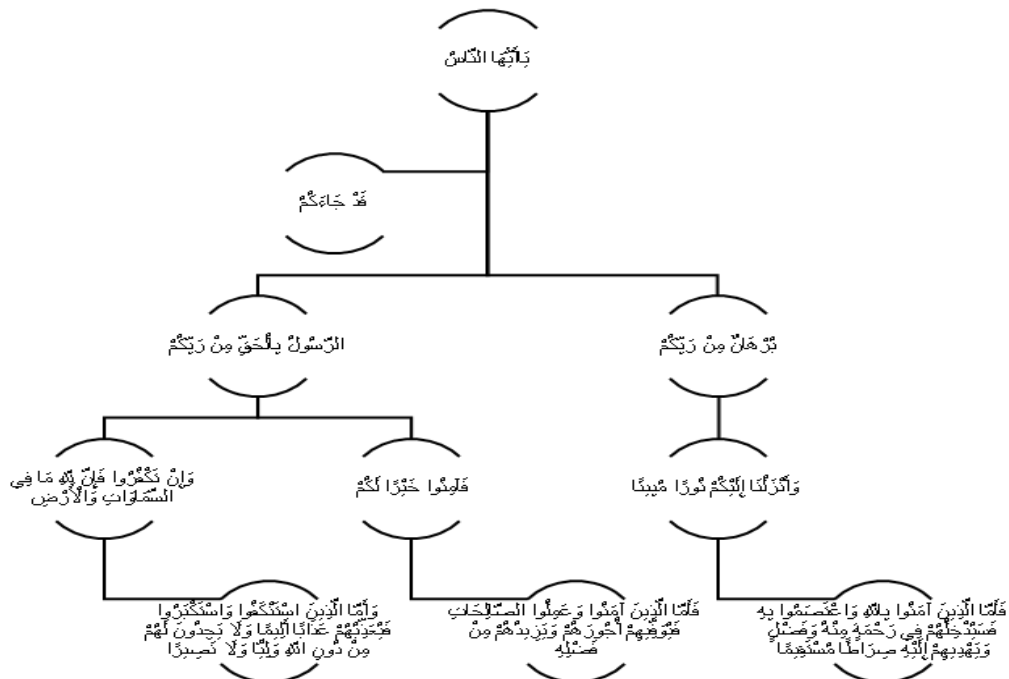 يَاأَيُّهَا النَّاسُ
قَدْ جَاءَكُمْ
بُرْهَانٌ مِنْ رَبِّكُمْ
الرَّسُولُ بِالْحَقِّ مِنْ رَبِّكُمْ
وَأَنْزَلْنَا إِلَيْكُمْ نُورًا مُبِينًا
فَآمِنُوا خَيْرًا لَكُمْ
وَإِنْ تَكْفُرُوا فَإِنَّ لِلَّهِ مَا فِي
السَّمَاوَاتِ وَالْأَرْضِ
فَأَمَّا الَّذِينَ آمَنُوا بِاللَّهِ وَاعْتَصَمُوا بِهِ
فَسَيُدْخِلُهُمْ فِي رَحْمَةٍ مِنْهُ وَفَضْلٍ
وَيَهْدِيهِمْ إِلَيْهِ صِرَاطًا مُسْتَقِيمًا
فَأَمَّا الَّذِينَ آمَنُوا وَعَمِلُوا الصَّالِحَاتِ
فَيُوَفِّيهِمْ أُجُورَهُمْ وَيَزِيدُهُمْ مِنْ
فَضْلِهِ
وَأَمَّا الَّذِينَ اسْتَنْكَفُوا وَاسْتَكْبَرُوا
فَيُعَذِّبُهُمْ عَذَابًا أَلِيمًا وَلَا يَجِدُونَ لَهُمْ
مِنْ دُونِ اللَّهِ وَلِيًّا وَلَا نَصِيرًا